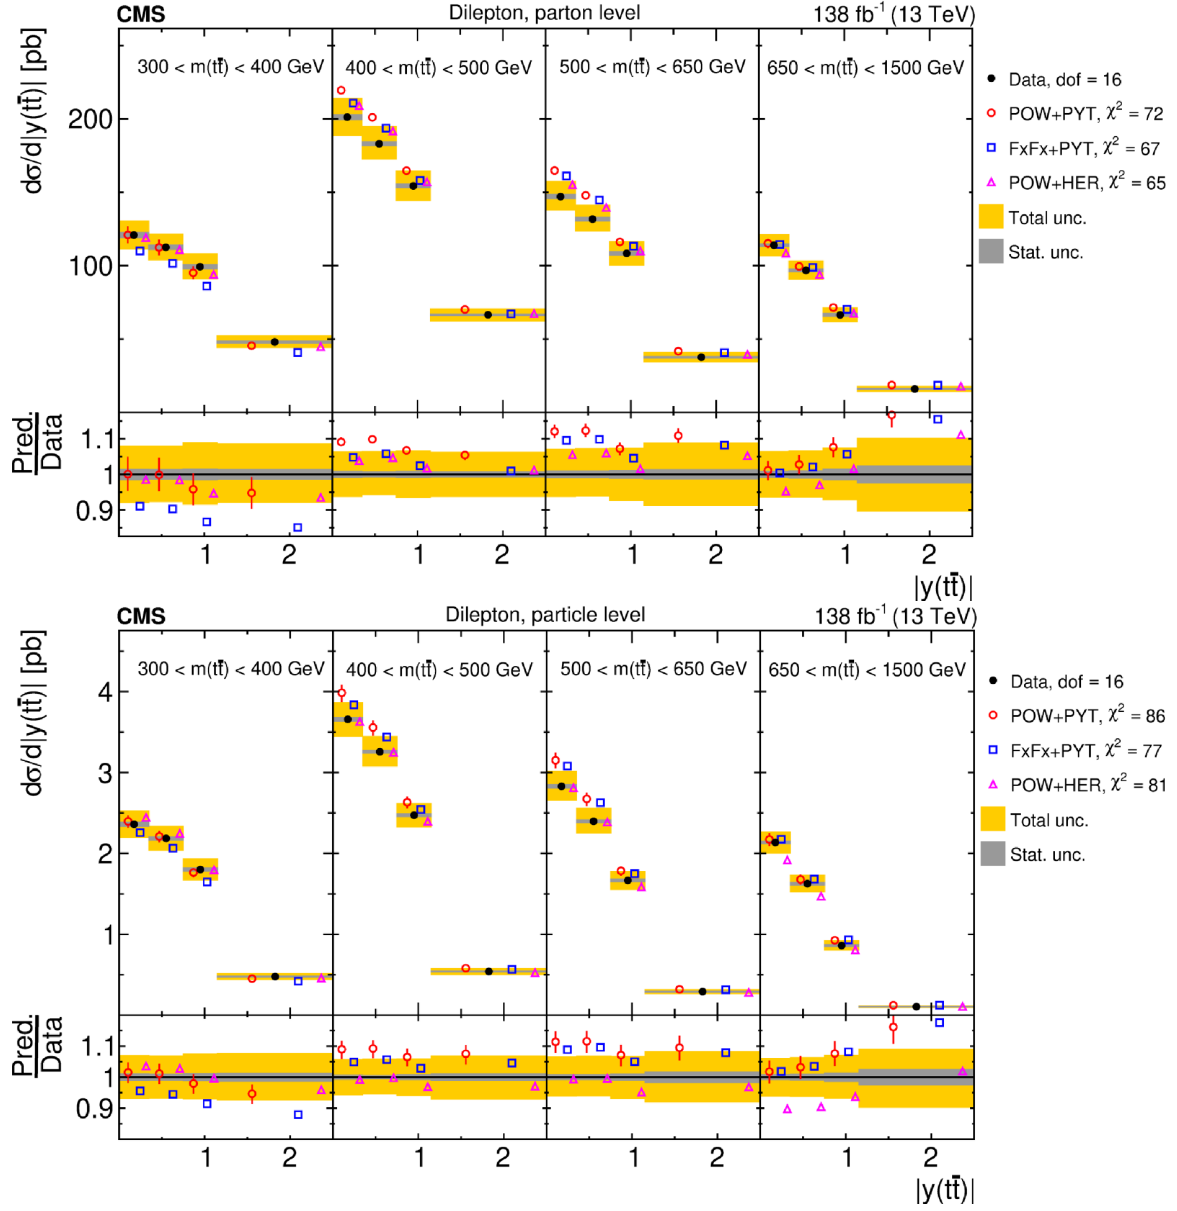 CMS Dilepton, parton level 138 fb⁻¹ (13 TeV)
dσ/d|y(tt̄)| [pb]
300 < m(tt̄) < 400 GeV 400 < m(tt̄) < 500 GeV 500 < m(tt̄) < 650 GeV 650 < m(tt̄) < 1500 GeV
200
100
Data, dof = 16
POW+PYT, χ² = 72
FxFx+PYT, χ² = 67
POW+HER, χ² = 65
Total unc.
Stat. unc.
Pred.
Data
1.1
1
0.9
1 2 1 2 1 2 1 2
|y(tt̄)|
CMS Dilepton, particle level 138 fb⁻¹ (13 TeV)
dσ/d|y(tt̄)| [pb]
300 < m(tt̄) < 400 GeV 400 < m(tt̄) < 500 GeV 500 < m(tt̄) < 650 GeV 650 < m(tt̄) < 1500 GeV
4
3
2
1
Data, dof = 16
POW+PYT, χ² = 86
FxFx+PYT, χ² = 77
POW+HER, χ² = 81
Total unc.
Stat. unc.
Pred.
Data
1.1
1
0.9
1 2 1 2 1 2 1 2
|y(tt̄)|